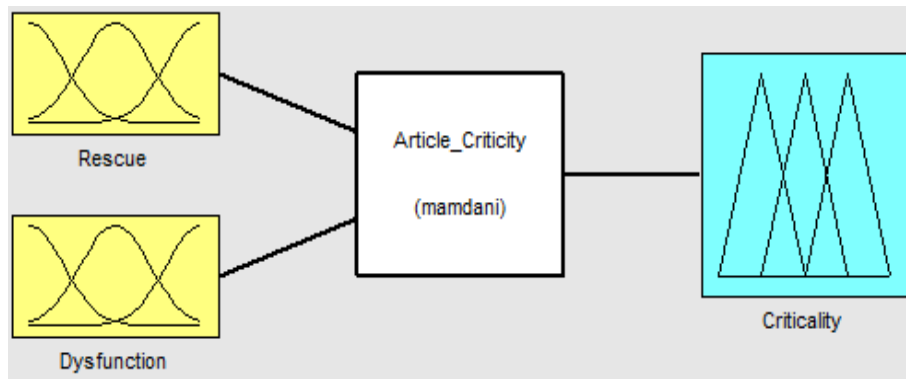 Rescue
Article_Criticity
(mamdani)
Dysfunction
Criticality